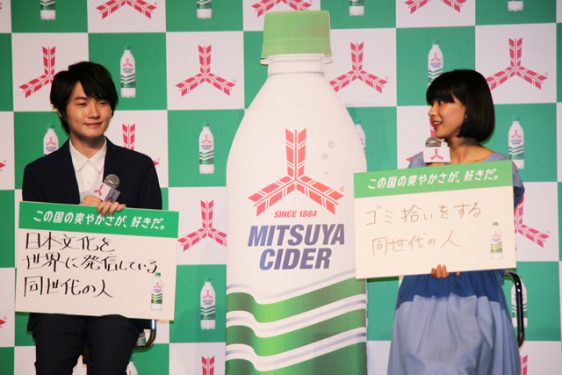 この国の爽やかさが、好きだ。
日本文化を
世界に発信している
同世代の人
SINCE 1884
MITSUYA
CIDER
この国の爽やかさが、好きだ。
ゴミ拾いをする
同世代の人